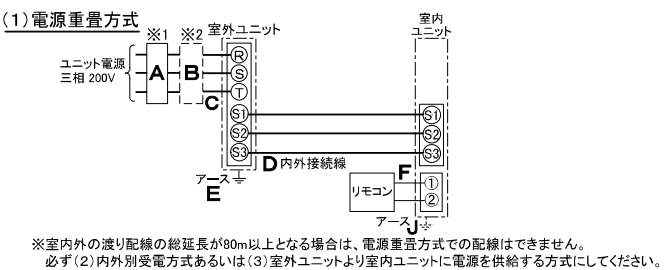 (1)電源重畳方式
※1 ※2 室外ユニット 室内
ユニット
ユニット電源
三相 200V
A B
C
R
S
T
S1 S1
S2 S2
S3 S3
D 内外接続線
アース
E
リモコン
F
①
②
アース J
※室内外の渡り配線の総延長が80m以上となる場合は、電源重畳方式での配線はできません。
必ず(2)内外別受電方式あるいは(3)室外ユニットより室内ユニットに電源を供給する方式にしてください。